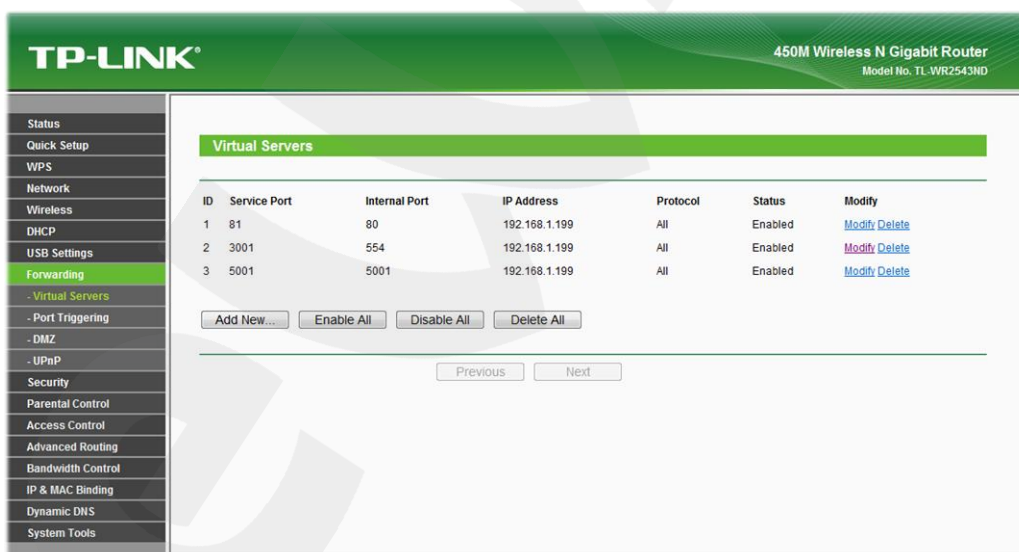 TP-LINK®
450M Wireless N Gigabit Router
Model No. TL-WR2543ND
Status
Quick Setup
WPS
Network
Wireless
DHCP
USB Settings
Forwarding
- Virtual Servers
- Port Triggering
- DMZ
- UPnP
Security
Parental Control
Access Control
Advanced Routing
Bandwidth Control
IP & MAC Binding
Dynamic DNS
System Tools
Virtual Servers
ID Service Port Internal Port IP Address Protocol Status Modify
1 81 80 192.168.1.199 All Enabled Modify Delete
2 3001 554 192.168.1.199 All Enabled Modify Delete
3 5001 5001 192.168.1.199 All Enabled Modify Delete
Add New... Enable All Disable All Delete All
Previous Next